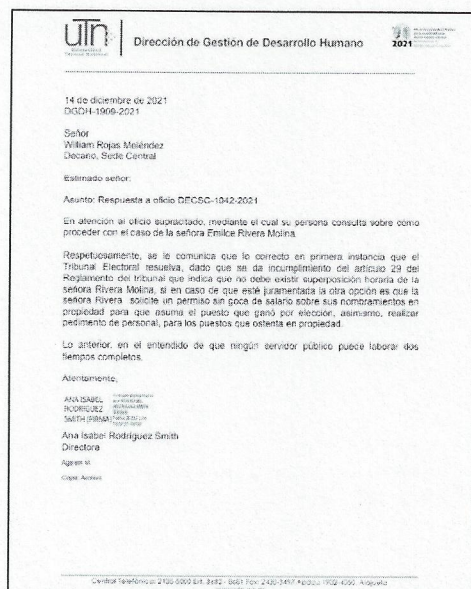 UTN
Universidad
Técnica Nacional
Dirección de Gestión de Desarrollo Humano
2021
14 de diciembre de 2021
DGDH-1909-2021
Señor
William Rojas Meléndez
Decano, Sede Central
Estimado señor:
Asunto: Respuesta a oficio DECSC-1042-2021
En atención al oficio supracitado, mediante el cual su persona consulta sobre cómo
proceder con el caso de la señora Emilce Rivera Molina.
Respetuosamente, se le comunica que lo correcto en primera instancia que el
Tribunal Electoral resuelva, dado que se da incumplimiento del artículo 29 del
Reglamento del tribunal que indica que no debe existir superposición horaria de la
señora Rivera Molina, si en caso de que esté juramentada la otra opción es que la
señora Rivera solicite un permiso sin goce de salario sobre sus nombramientos en
propiedad para que asuma el puesto que ganó por elección, asimismo, realizar
pedimento de personal, para los puestos que ostenta en propiedad.
Lo anterior, en el entendido de que ningún servidor público puede laborar dos
tiempos completos.
Atentamente,
ANA ISABEL
RODRIGUEZ
SMITH (FIRMA)
Ana Isabel Rodríguez Smith
Directora
Copia: Archivo